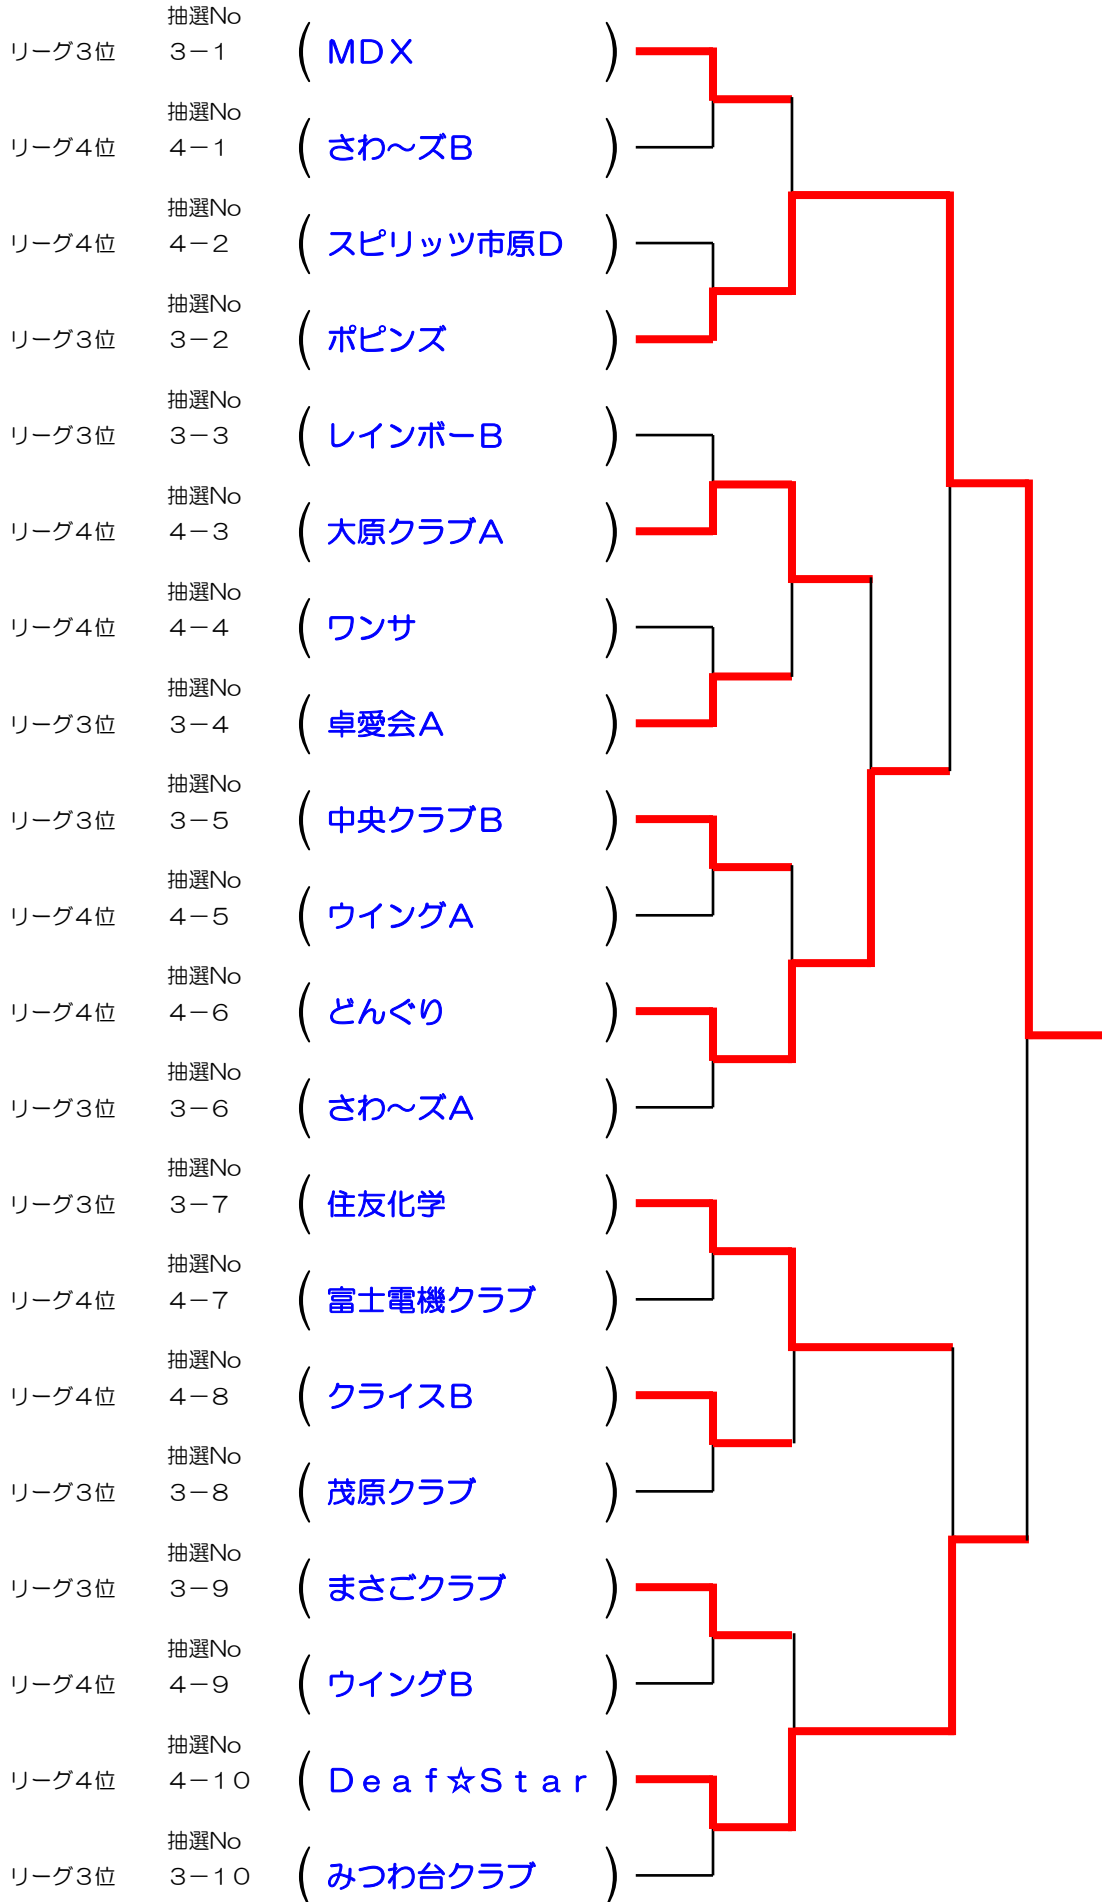 抽選No
リーグ3位 3－1 （ MDX ）
抽選No
リーグ4位 4－1 （ さわ～ズB ）
抽選No
リーグ4位 4－2 （ スピリッツ市原D ）
抽選No
リーグ3位 3－2 （ ポピンズ ）
抽選No
リーグ3位 3－3 （ レインボーB ）
抽選No
リーグ4位 4－3 （ 大原クラブA ）
抽選No
リーグ4位 4－4 （ ワンサ ）
抽選No
リーグ3位 3－4 （ 卓愛会A ）
抽選No
リーグ3位 3－5 （ 中央クラブB ）
抽選No
リーグ4位 4－5 （ ウイングA ）
抽選No
リーグ4位 4－6 （ どんぐり ）
抽選No
リーグ3位 3－6 （ さわ～ズA ）
抽選No
リーグ3位 3－7 （ 住友化学 ）
抽選No
リーグ4位 4－7 （ 富士電機クラブ ）
抽選No
リーグ4位 4－8 （ クライスB ）
抽選No
リーグ3位 3－8 （ 茂原クラブ ）
抽選No
リーグ3位 3－9 （ まさごクラブ ）
抽選No
リーグ4位 4－9 （ ウイングB ）
抽選No
リーグ4位 4－10 （ Ｄｅａｆ☆Ｓｔａｒ ）
抽選No
リーグ3位 3－10 （ みつわ台クラブ ）